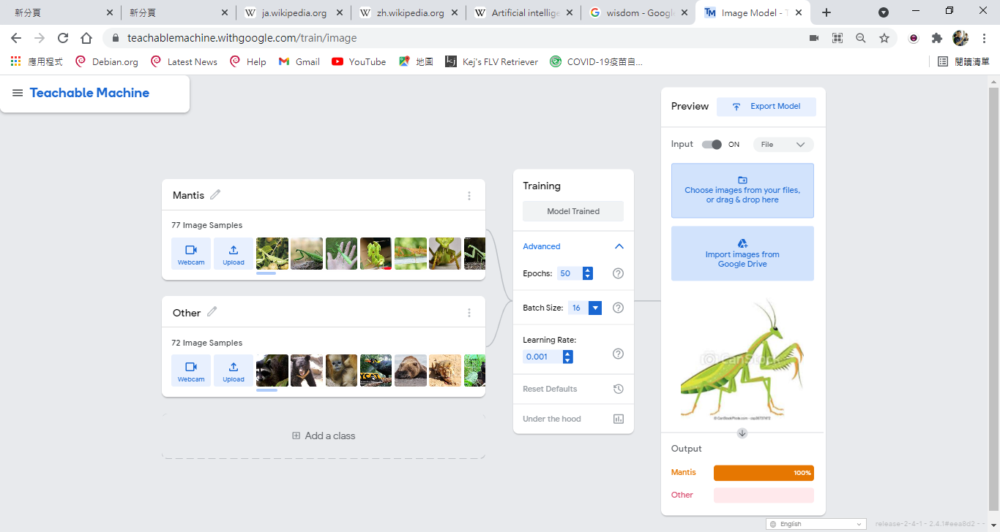 新分頁
新分頁
ja.wikipedia.org
zh.wikipedia.org
Artificial intellige
wisdom - Googl
Image Model - T
teachablemachine.withgoogle.com/train/image
應用程式
Debian.org
Latest News
Help
Gmail
YouTube
地圖
Kej's FLV Retriever
COVID-19疫苗自...
閱讀清單
Teachable Machine
Mantis
77 Image Samples
Webcam
Upload
Other
72 Image Samples
Webcam
Upload
Add a class
Training
Model Trained
Advanced
Epochs: 50
Batch Size: 16
Learning Rate:
0.001
Reset Defaults
Under the hood
Preview
Export Model
Input
ON
File
Choose images from your files,
or drag & drop here
Import images from
Google Drive
CanStock
© CanStockPhoto.com
Output
Mantis
100%
Other
English
release-2-4-1 - 2.4.1#eea8d2 - -